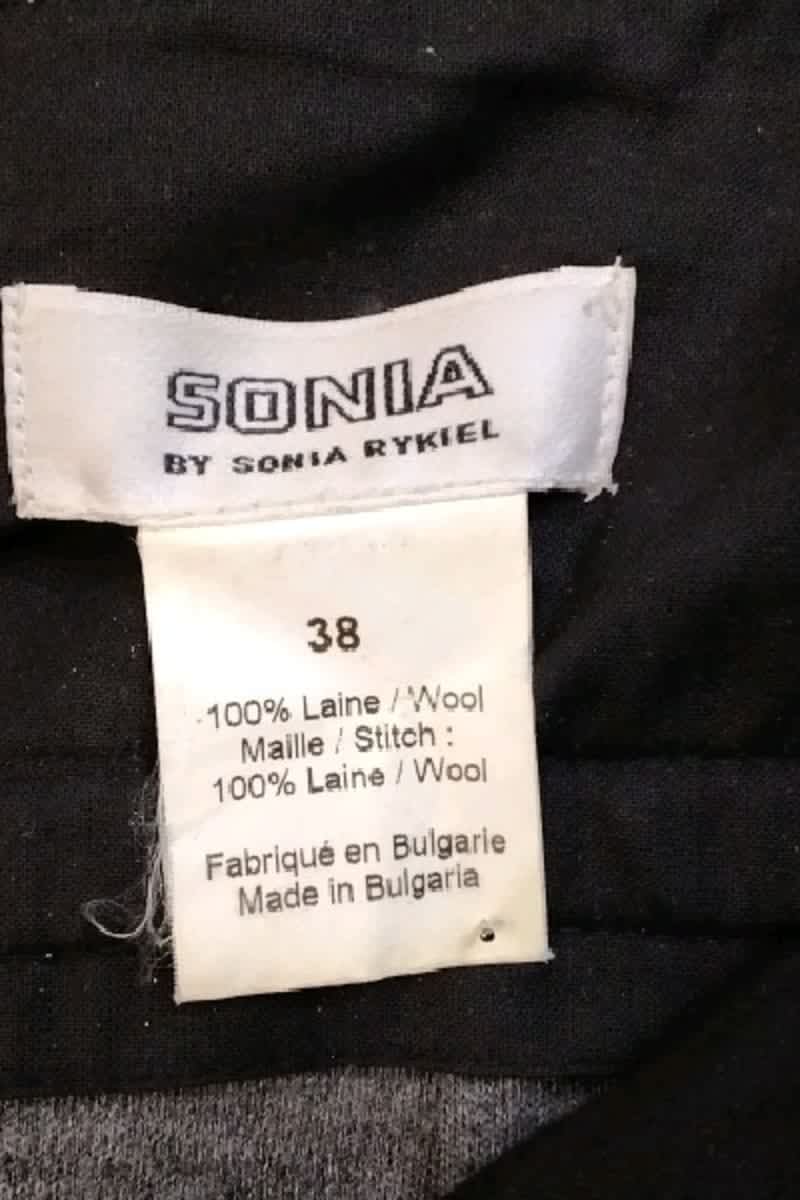 SONIA
BY SONIA RYKIEL
38
100% Laine / Wool
Maille / Stitch :
100% Laine / Wool
Fabriqué en Bulgarie
Made in Bulgaria